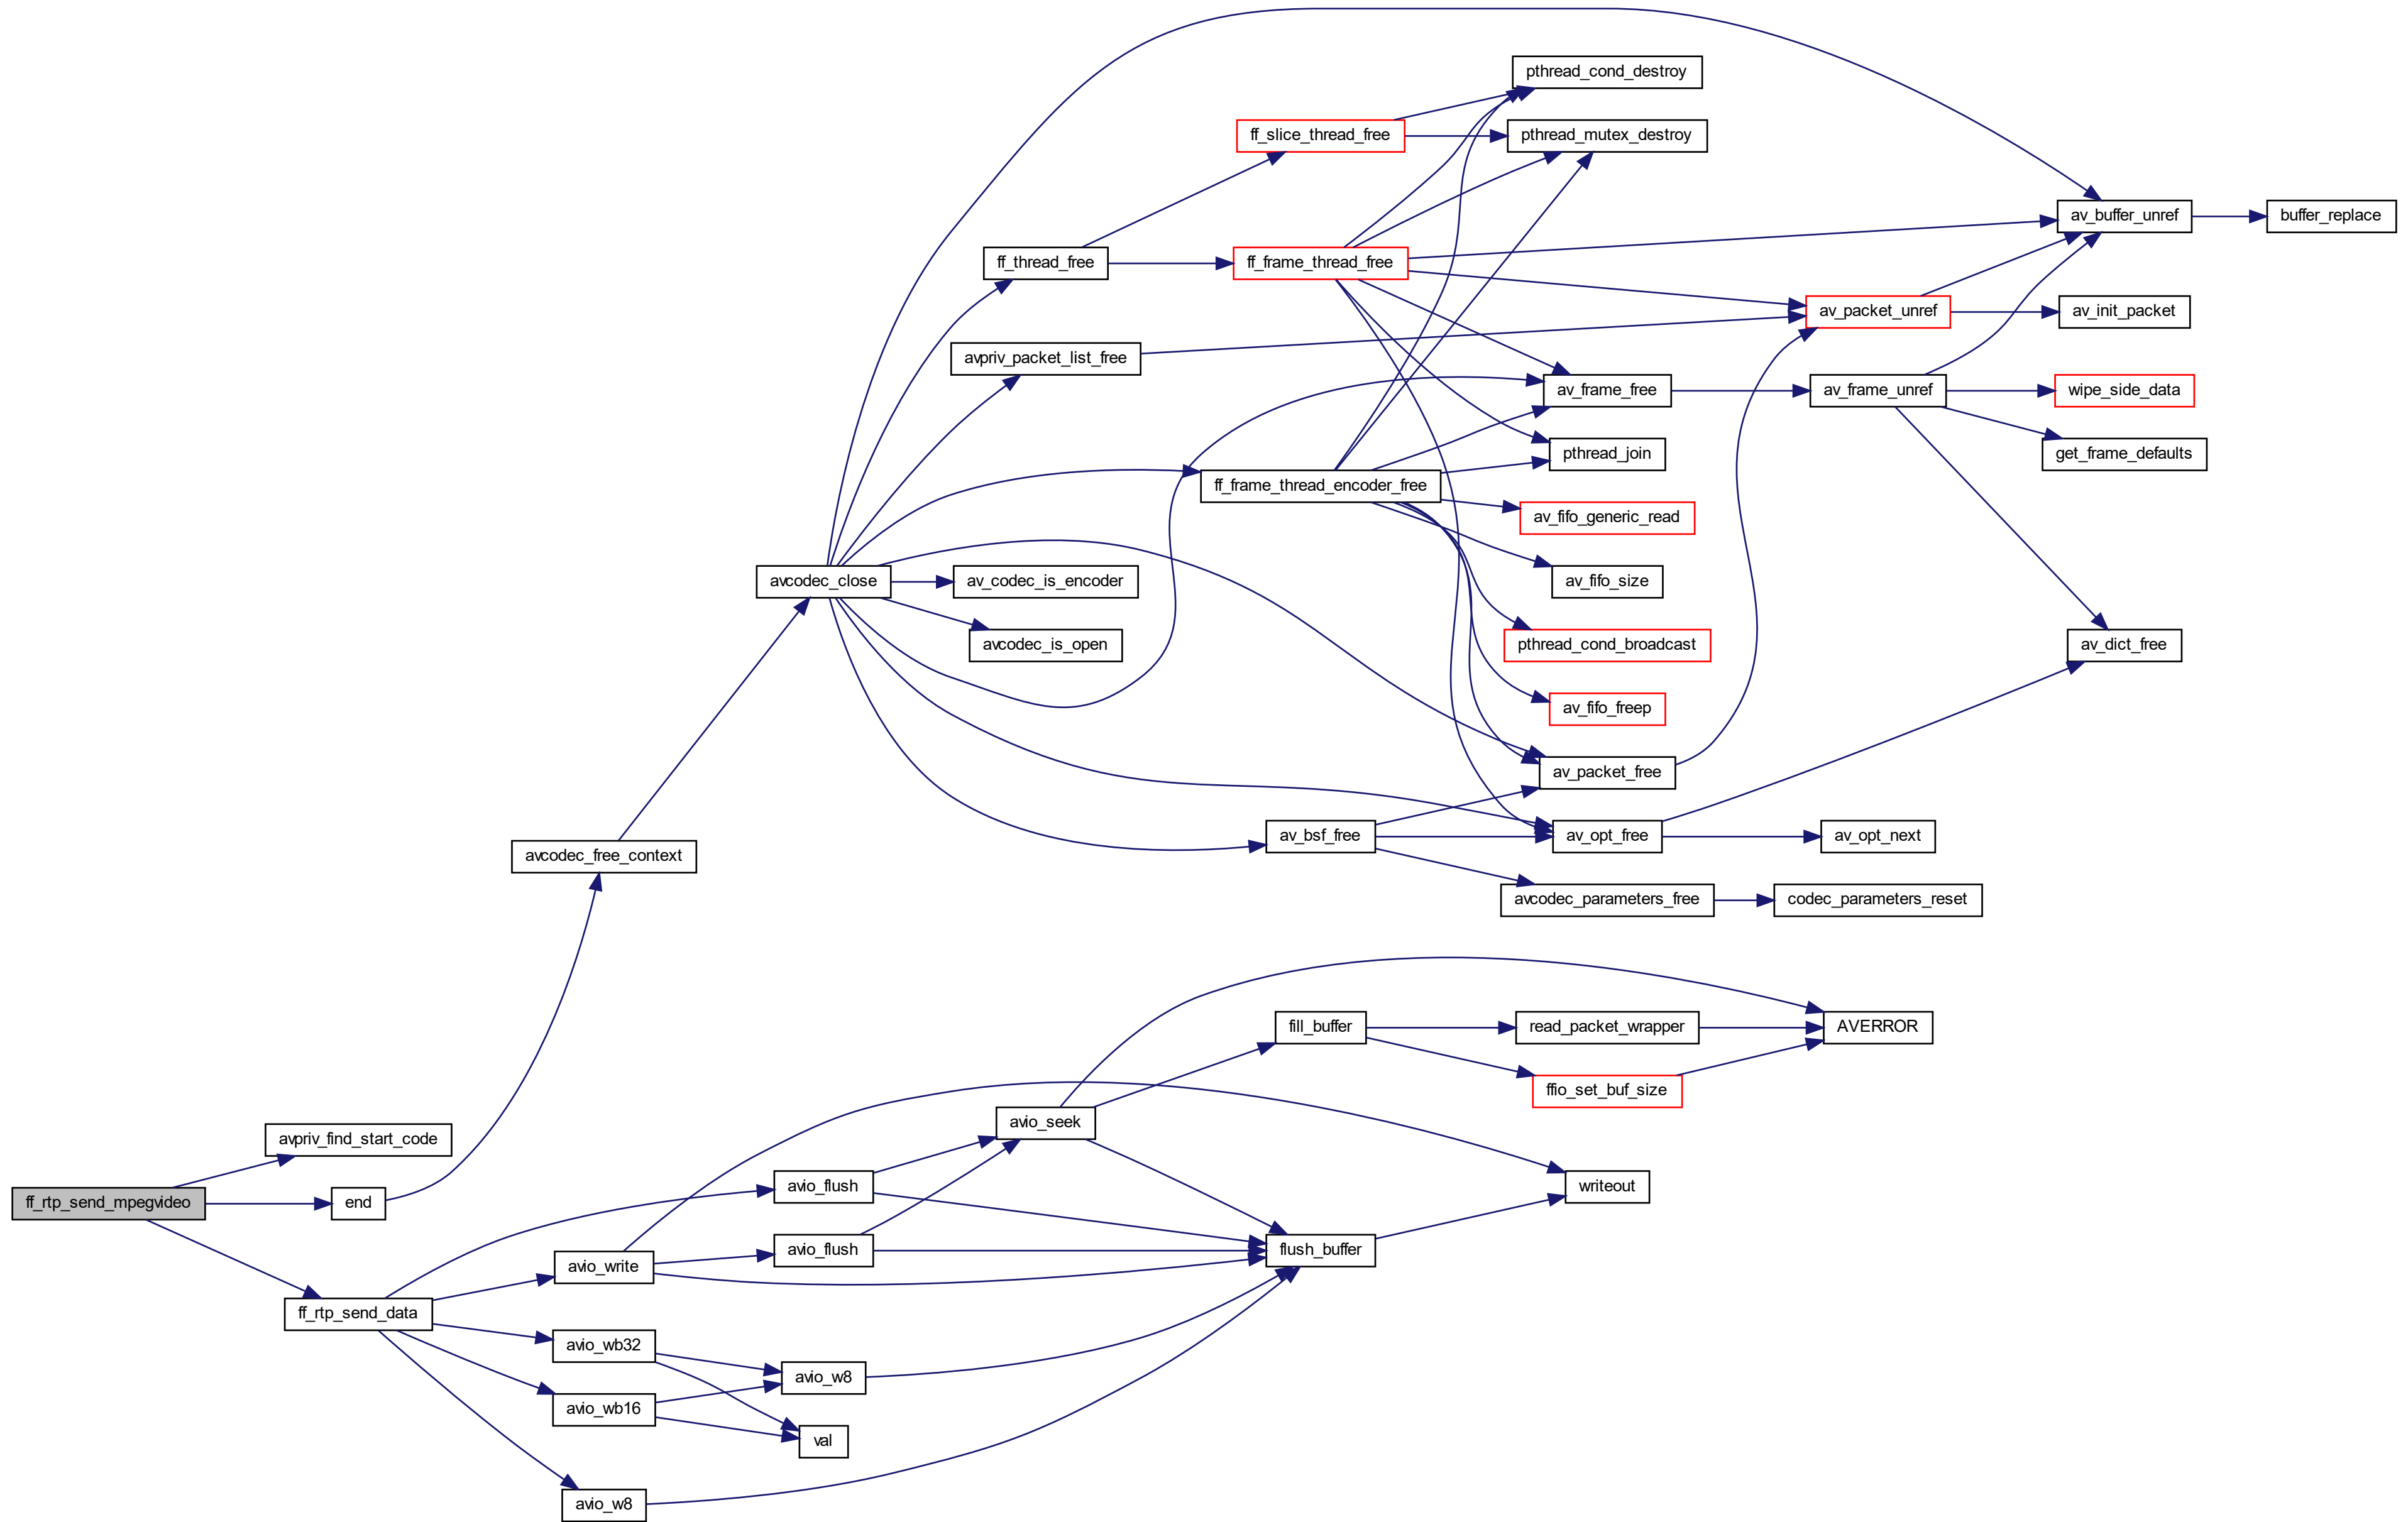 pthread_cond_destroy
ff_slice_thread_free
pthread_mutex_destroy
av_buffer_unref
buffer_replace
ff_thread_free
ff_frame_thread_free
av_packet_unref
av_init_packet
avpriv_packet_list_free
av_frame_free
av_frame_unref
wipe_side_data
pthread_join
get_frame_defaults
ff_frame_thread_encoder_free
av_fifo_generic_read
avcodec_close
av_codec_is_encoder
av_fifo_size
avcodec_is_open
pthread_cond_broadcast
av_dict_free
av_fifo_freep
av_packet_free
avcodec_free_context
av_bsf_free
av_opt_free
av_opt_next
avcodec_parameters_free
codec_parameters_reset
fill_buffer
read_packet_wrapper
AVERROR
ffio_set_buf_size
avio_seek
avpriv_find_start_code
ff_rtp_send_mpegvideo
end
avio_flush
writeout
avio_write
avio_flush
flush_buffer
ff_rtp_send_data
avio_wb32
avio_w8
avio_wb16
val
avio_w8